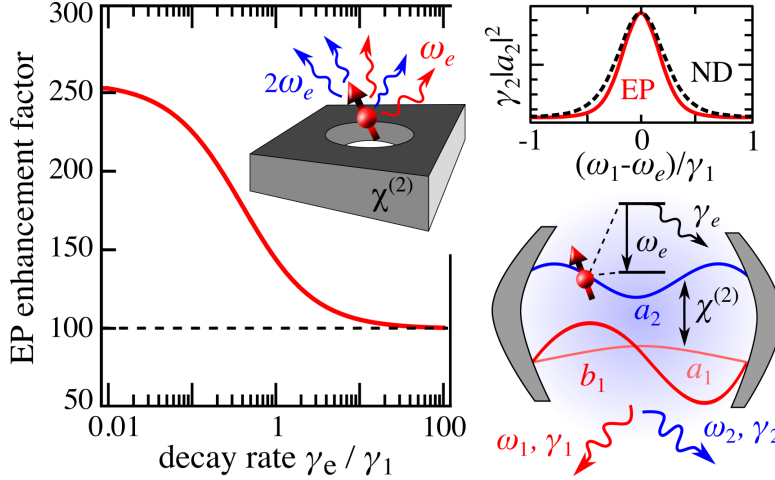 300
250
200
150
100
50
EP enhancement factor
0.01
1
100
decay rate γe / γ1
2ωe
ωe
χ(2)
γ2|a2|2
EP
ND
-1
0
1
(ω1-ωe)/γ1
γe
ωe
a2
χ(2)
b1
a1
ω1, γ1
ω2, γ2